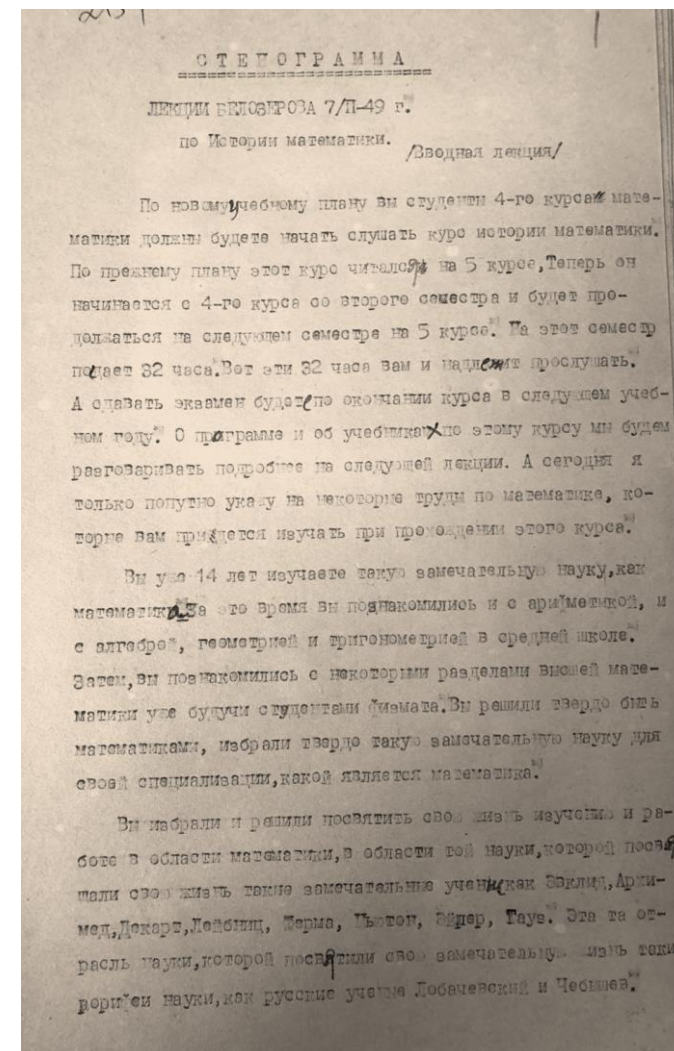 СТЕНОГРАММА
ЛЕКЦИИ БЕЛОЗЕРОВА 7/П-49 г.
по Истории математики.
/Вводная лекция/
По новому учебному плану вы студенты 4-го курса мате-
матики должны будете начать слушать курс истории математики.
По прежнему плану этот курс читался на 5 курсе, Теперь он
начинается с 4-го курса со второго семестра и будет про-
должаться на следующем семестре на 5 курсе. На этот семестр
падает 32 часа. Вот эти 32 часа вам и надлежит прослушать.
А сдавать экзамен будете по окончании курса в следующем учеб-
ном году. О программе и об учебниках по этому курсу мы будем
разговаривать подробнее на следующей лекции. А сегодня я
только попутно укажу на некоторые труды по математике, ко-
торые вам придется изучать при прохождении этого курса.
Вы уже 14 лет изучаете такую замечательную науку, как
математика. За это время вы познакомились и с арифметикой, и
с алгеброй, геометрией и тригонометрией в средней школе.
Затем, вы познакомились с некоторыми разделами высшей мате-
матики уже будучи студентами физмата. Вы решили твердо быть
математиками, избрали твердо такую замечательную науку для
своей специализации, какой является математика.
Вы избрали и решили посвятить свою жизнь изучению и ра-
боте в области математики, в области той науки, которой посвя
щали свою жизнь такие замечательные ученые как Эвклид, Архи-
мед, Декарт, Лейбниц, Ферма, Ньютон, Эйлер, Гаус. Эта та от-
расль науки, которой посвятили свою замечательную жизнь таки
корифеи науки, как русские ученые Лобачевский и Чебышев.